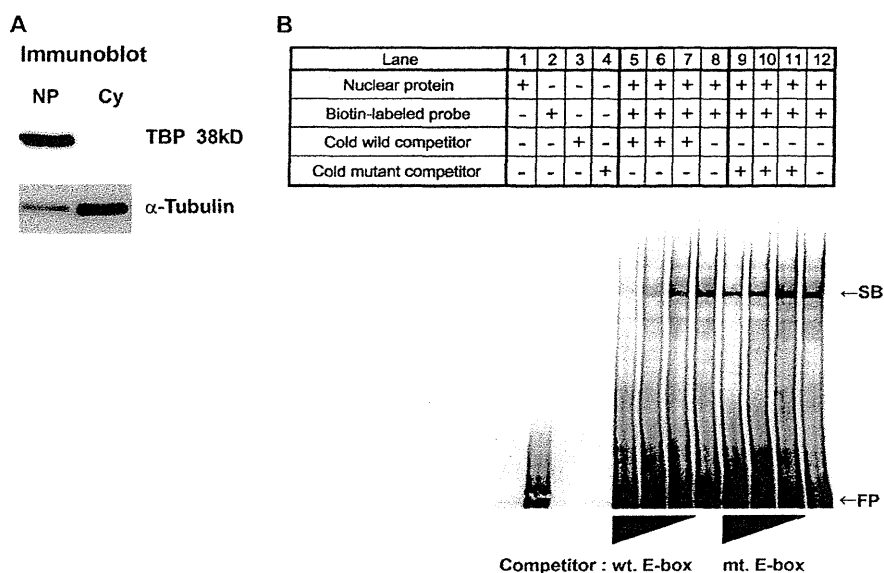 A
Immunoblot
NP Cy
TBP 38kD
α-Tubulin
B
Lane 1 2 3 4 5 6 7 8 9 10 11 12
Nuclear protein + - - - + + + + + + + +
Biotin-labeled probe - + - - + + + + + + + +
Cold wild competitor - - + - + + + - - - - -
Cold mutant competitor - - - + - - - - + + + -
←SB
←FP
Competitor : wt. E-box mt. E-box